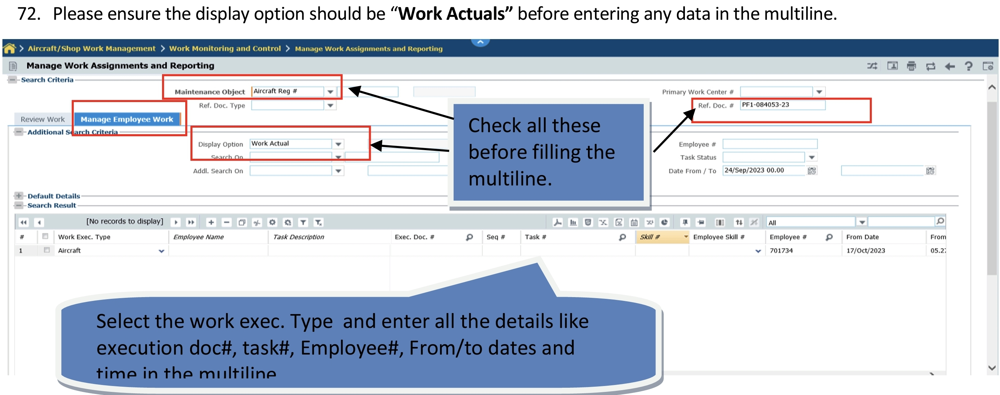 72. Please ensure the display option should be “Work Actuals” before entering any data in the multiline.
Aircraft/Shop Work Management > Work Monitoring and Control > Manage Work Assignments and Reporting
Manage Work Assignments and Reporting
Search Criteria
Maintenance Object Aircraft Reg # Primary Work Center #
Ref. Doc. Type Ref. Doc. # PF1-084053-23
Review Work Manage Employee Work
Additional Search Criteria
Display Option Work Actual Employee #
Search On Task Status
Addl. Search On Date From / To 24/Sep/2023 00.00
Check all these
before filling the
multiline.
Default Details
Search Result
[No records to display] All
# Work Exec. Type Employee Name Task Description Exec. Doc. # Seq # Task # Skill # Employee Skill # Employee # From Date From
1 Aircraft 701734 17/Oct/2023 05.27
Select the work exec. Type and enter all the details like
execution doc#, task#, Employee#, From/to dates and
time in the multiline